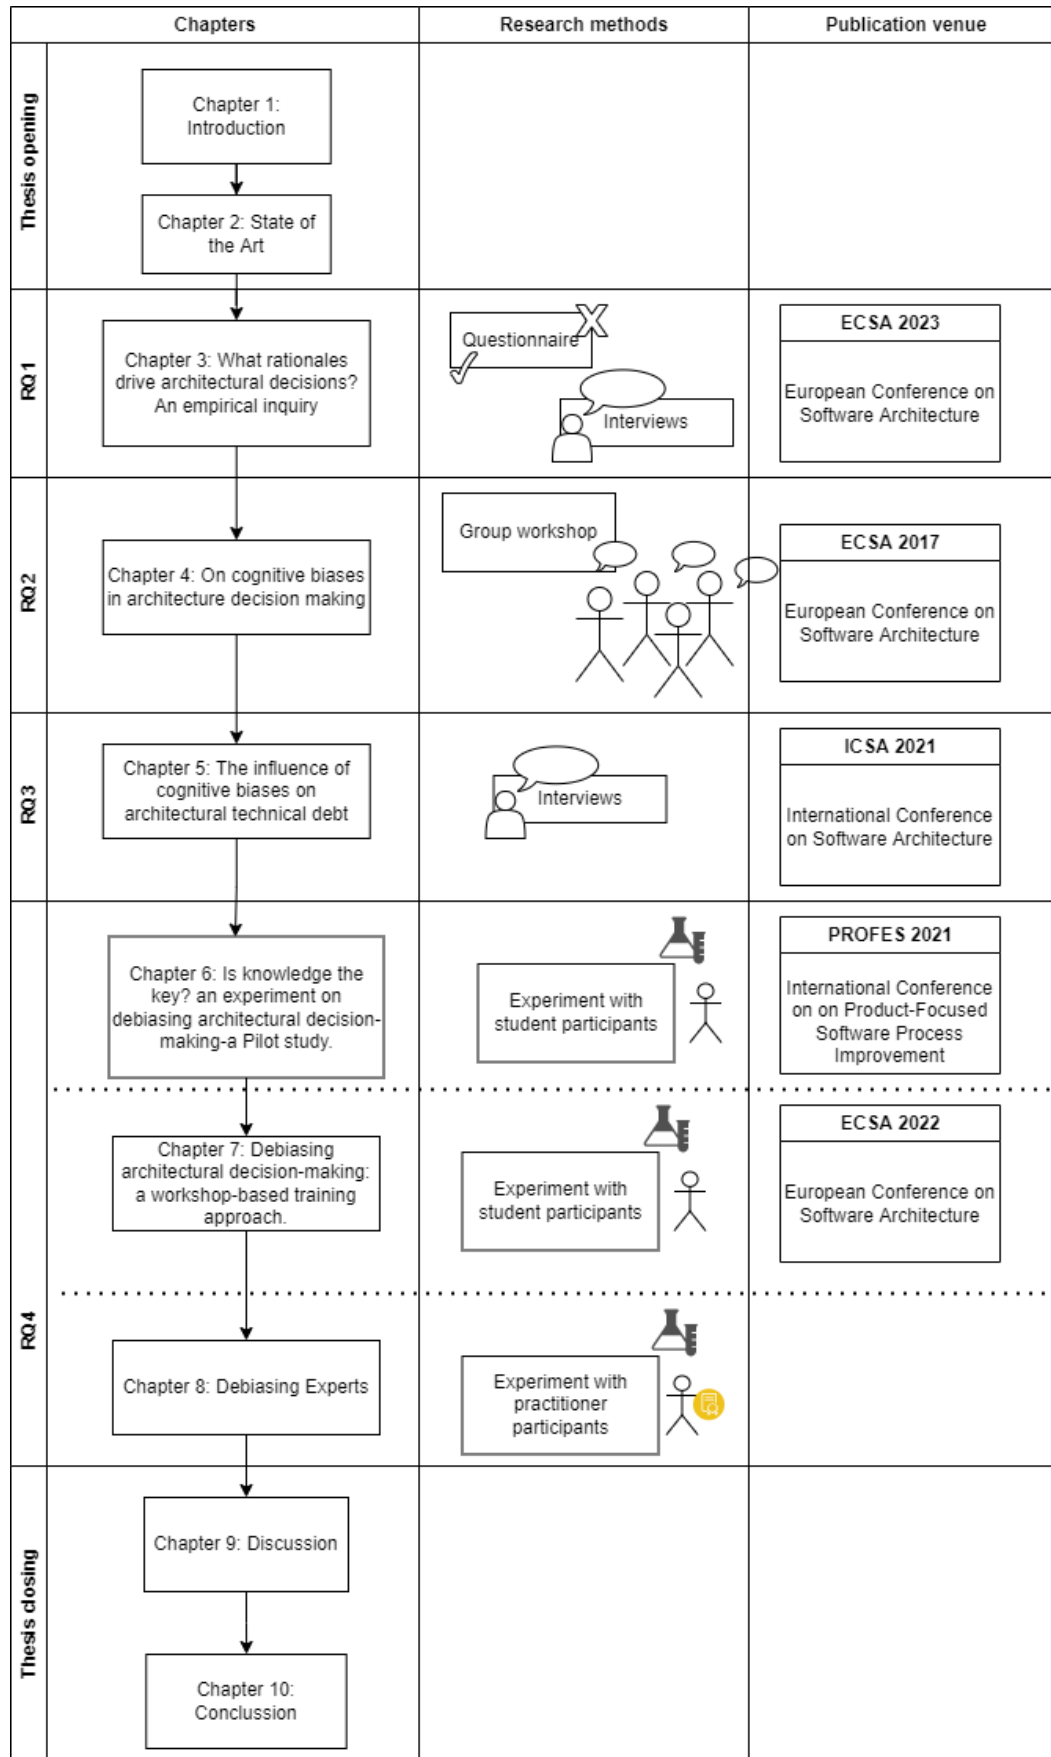 Chapters
Research methods
Publication venue
Thesis opening
Chapter 1:
Introduction
Chapter 2: State of
the Art
RQ1
Chapter 3: What rationales
drive architectural decisions?
An empirical inquiry
Questionnaire
Interviews
ECSA 2023
European Conference on
Software Architecture
RQ2
Chapter 4: On cognitive biases
in architecture decision making
Group workshop
ECSA 2017
European Conference on
Software Architecture
RQ3
Chapter 5: The influence of
cognitive biases on
architectural technical debt
Interviews
ICSA 2021
International Conference
on Software Architecture
RQ4
Chapter 6: Is knowledge the
key? an experiment on
debiasing architectural decision-
making-a Pilot study.
Experiment with
student participants
PROFES 2021
International Conference
on on Product-Focused
Software Process
Improvement
Chapter 7: Debiasing
architectural decision-making:
a workshop-based training
approach.
Experiment with
student participants
ECSA 2022
European Conference on
Software Architecture
Chapter 8: Debiasing Experts
Experiment with
practitioner
participants
Thesis closing
Chapter 9: Discussion
Chapter 10:
Conclussion